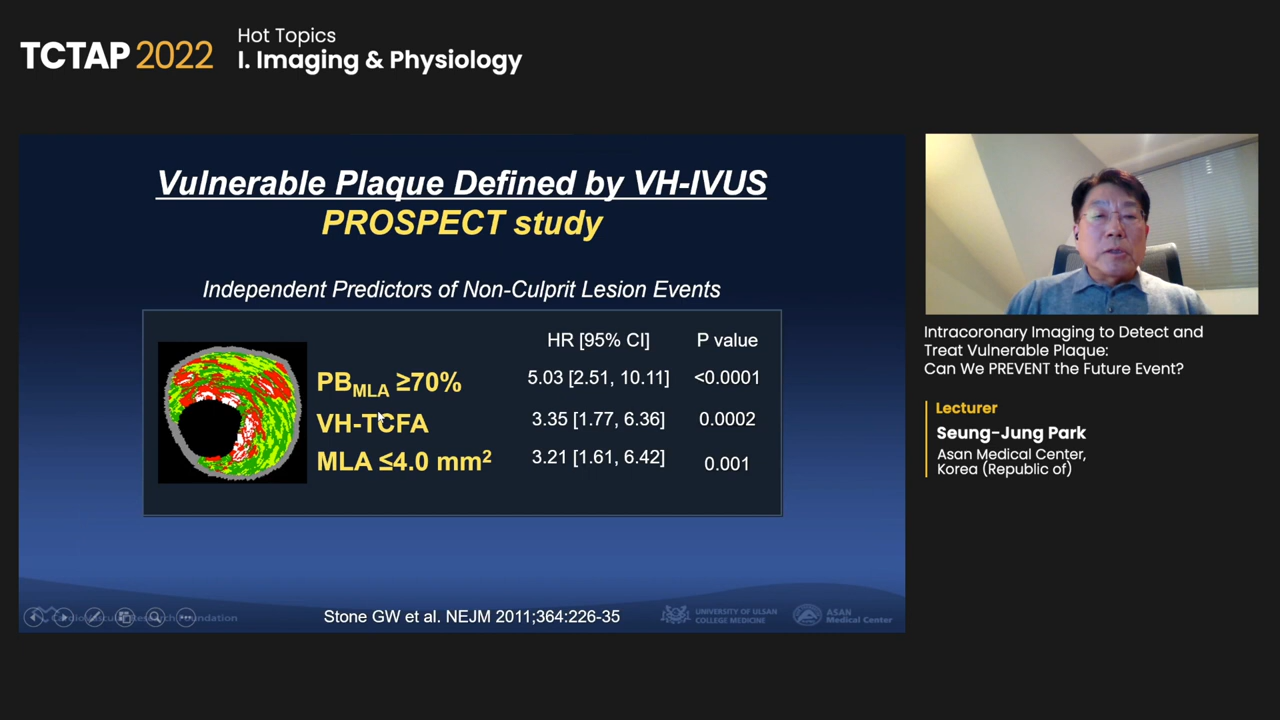 TCTAP 2022
Hot Topics
I. Imaging & Physiology
Vulnerable Plaque Defined by VH-IVUS
PROSPECT study
Independent Predictors of Non-Culprit Lesion Events
HR [95% CI] P value
PBMLA ≥70% 5.03 [2.51, 10.11] <0.0001
VH-TCFA 3.35 [1.77, 6.36] 0.0002
MLA ≤4.0 mm² 3.21 [1.61, 6.42] 0.001
Stone GW et al. NEJM 2011;364:226-35
UNIVERSITY OF ULSAN
COLLEGE MEDICINE
ASAN
Medical Center
Intracoronary Imaging to Detect and
Treat Vulnerable Plaque:
Can We PREVENT the Future Event?
Lecturer
Seung-Jung Park
Asan Medical Center,
Korea (Republic of)